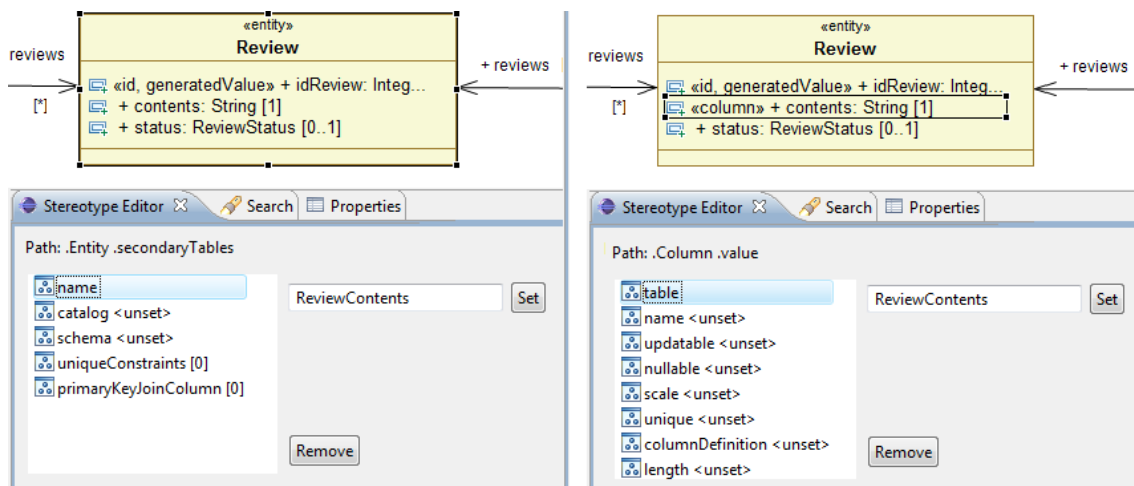 «entity»
Review
reviews
[*]
+ reviews
«id, generatedValue» + idReview: Integ...
+ contents: String [1]
+ status: ReviewStatus [0..1]
Stereotype Editor
Search
Properties
Path: .Entity .secondaryTables
name
catalog <unset>
schema <unset>
uniqueConstraints [0]
primaryKeyJoinColumn [0]
ReviewContents
Set
Remove
«entity»
Review
reviews
[*]
+ reviews
«id, generatedValue» + idReview: Integ...
«column» + contents: String [1]
+ status: ReviewStatus [0..1]
Stereotype Editor
Search
Properties
Path: .Column .value
table
name <unset>
updatable <unset>
nullable <unset>
scale <unset>
unique <unset>
columnDefinition <unset>
length <unset>
ReviewContents
Set
Remove